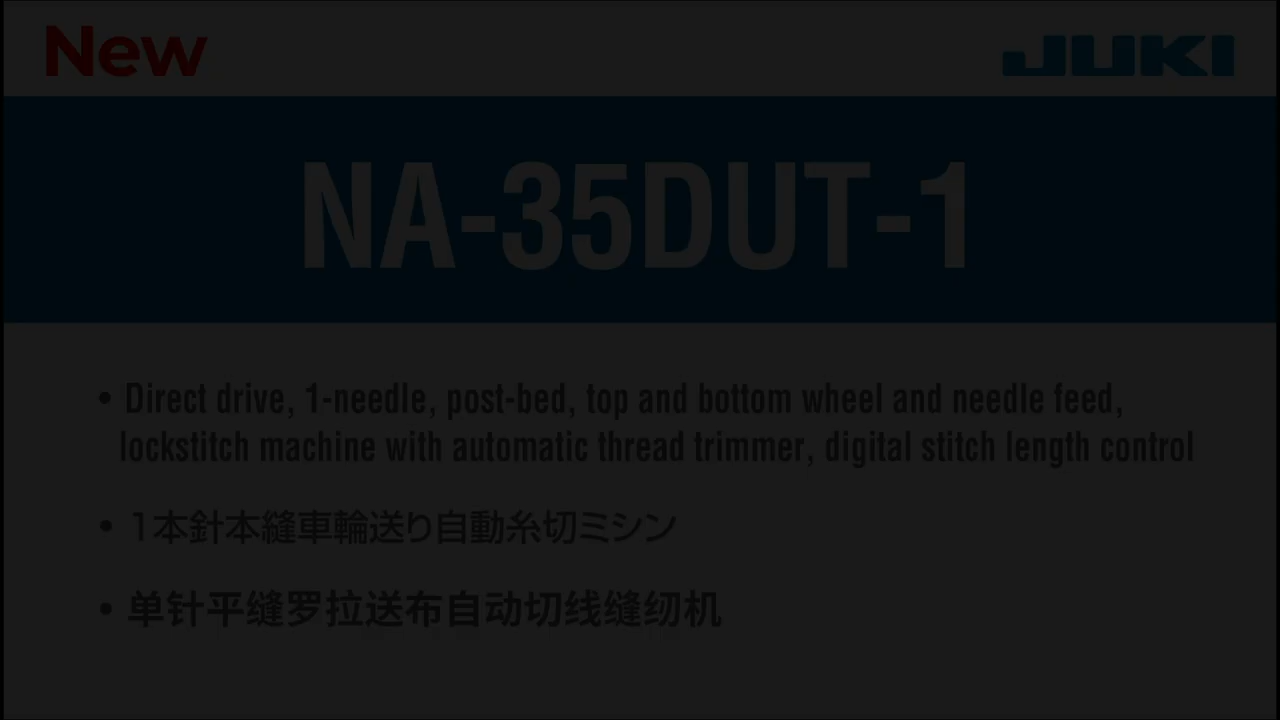 New
JUKI
NA-35DUT-1
• Direct drive, 1-needle, post-bed, top and bottom wheel and needle feed,
lockstitch machine with automatic thread trimmer, digital stitch length control
• 1本針本縫車輪送り自動糸切ミシン
• 单针平缝罗拉送布自动切线缝纫机